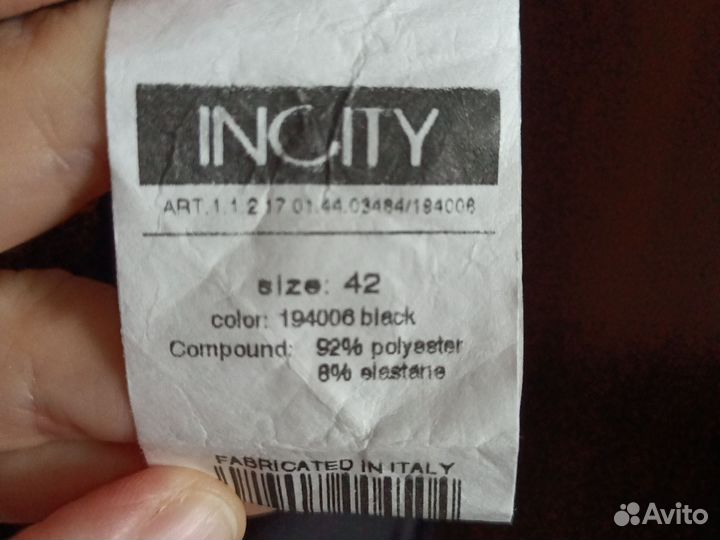 INCITY
ART.1.1.2.17.01.44.03484/194006
size: 42
color: 194006 black
Compound: 92% polyester
8% elastane
FABRICATED IN ITALY
Avito